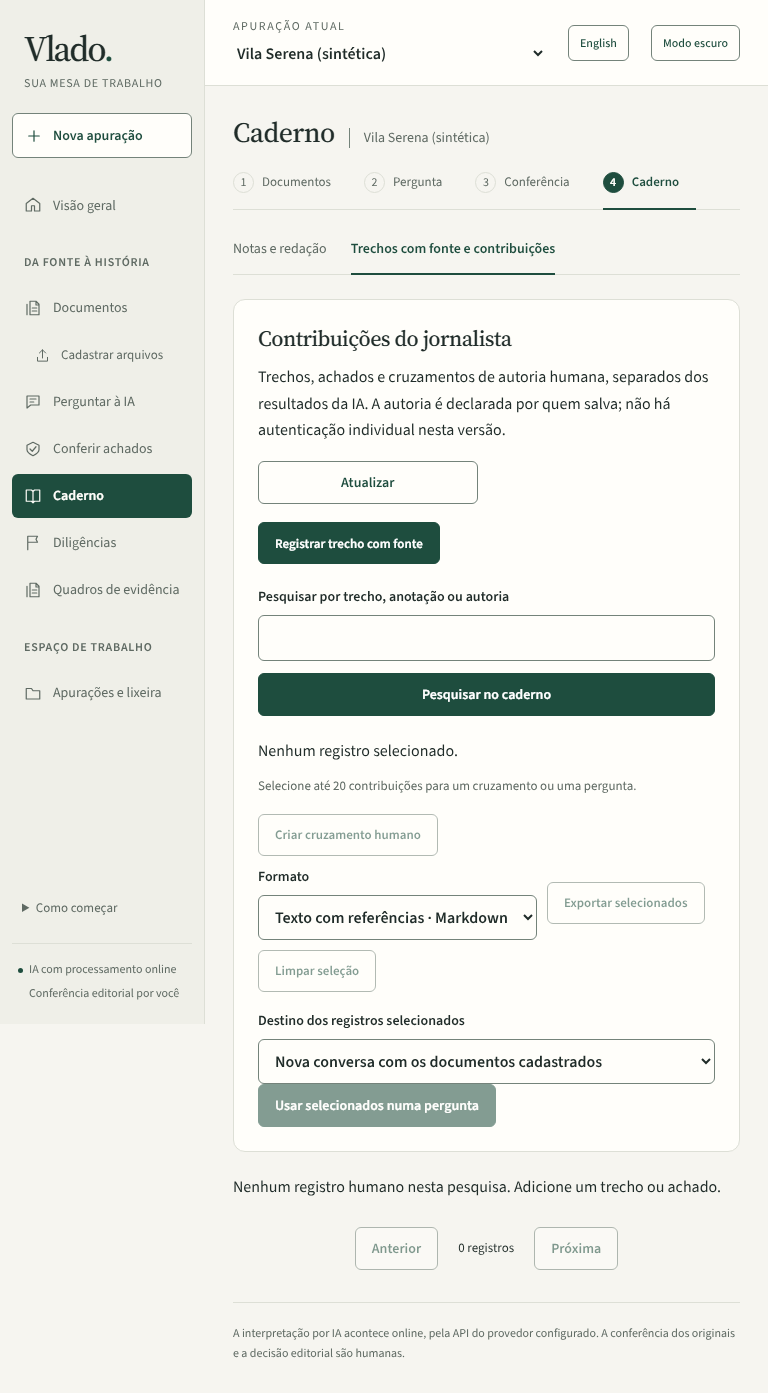 Vlado.
SUA MESA DE TRABALHO
Nova apuração
Visão geral
DA FONTE À HISTÓRIA
Documentos
Cadastrar arquivos
Perguntar à IA
Conferir achados
Caderno
Diligências
Quadros de evidência
ESPAÇO DE TRABALHO
Apurações e lixeira
Como começar
IA com processamento online
Conferência editorial por você
APURAÇÃO ATUAL
Vila Serena (sintética)
English
Modo escuro
Caderno
Vila Serena (sintética)
1 Documentos
2 Pergunta
3 Conferência
4 Caderno
Notas e redação
Trechos com fonte e contribuições
Contribuições do jornalista
Trechos, achados e cruzamentos de autoria humana, separados dos
resultados da IA. A autoria é declarada por quem salva; não há
autenticação individual nesta versão.
Atualizar
Registrar trecho com fonte
Pesquisar por trecho, anotação ou autoria
Pesquisar no caderno
Nenhum registro selecionado.
Selecione até 20 contribuições para um cruzamento ou uma pergunta.
Criar cruzamento humano
Formato
Texto com referências · Markdown
Exportar selecionados
Limpar seleção
Destino dos registros selecionados
Nova conversa com os documentos cadastrados
Usar selecionados numa pergunta
Nenhum registro humano nesta pesquisa. Adicione um trecho ou achado.
Anterior
0 registros
Próxima
A interpretação por IA acontece online, pela API do provedor configurado. A conferência dos originais
e a decisão editorial são humanas.